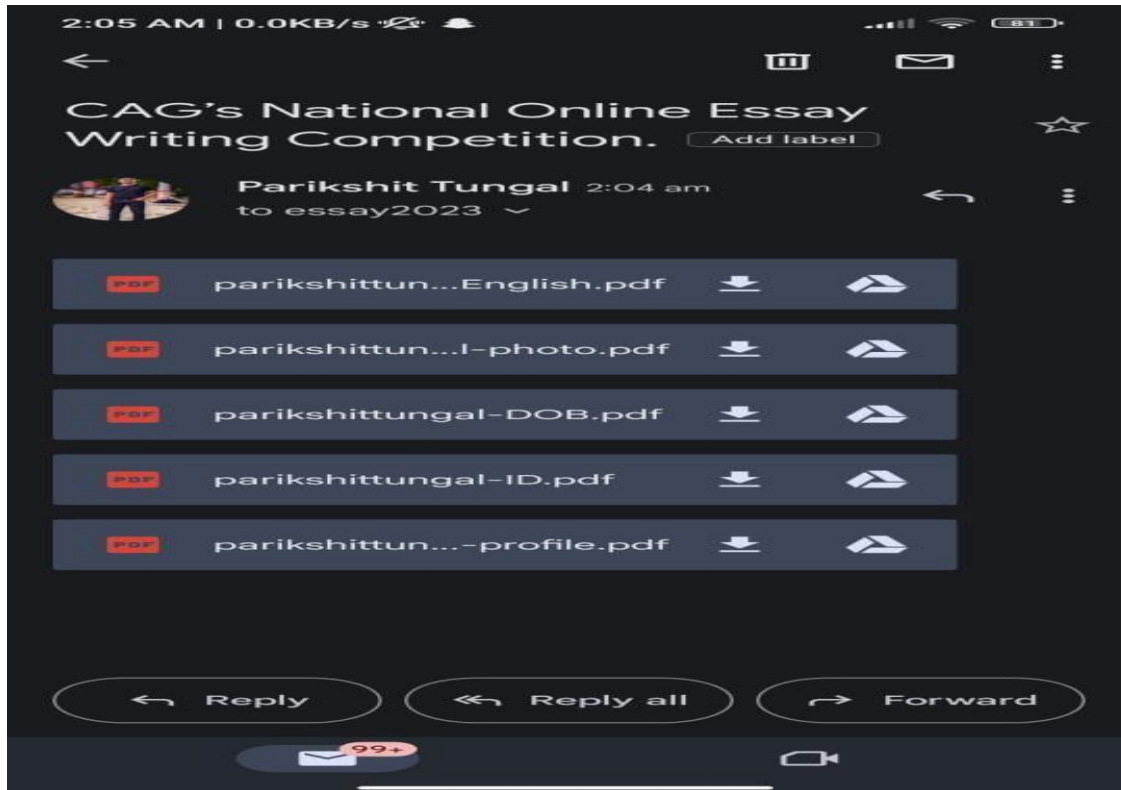 2:05 AM | 0.0KB/s
81
CAG's National Online Essay
Writing Competition. Add label
Parikshit Tungal 2:04 am
to essay2023
PDF parikshittun...English.pdf
PDF parikshittun...l-photo.pdf
PDF parikshittungal-DOB.pdf
PDF parikshittungal-ID.pdf
PDF parikshittun...-profile.pdf
Reply Reply all Forward
99+